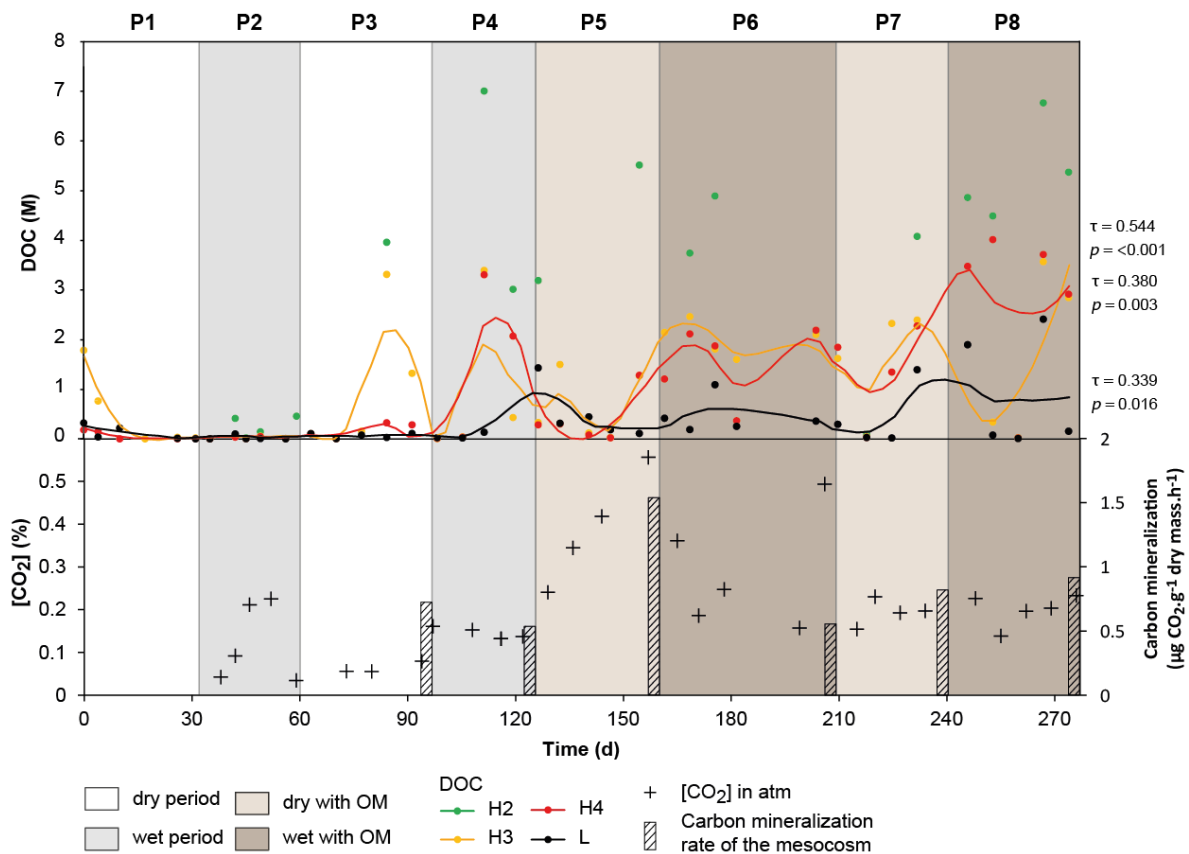 P1 P2 P3 P4 P5 P6 P7 P8
8
7
6
5
4
3
2
1
0
DOC (M)
τ = 0.544
p = <0.001
τ = 0.380
p = 0.003
τ = 0.339
p = 0.016
0.5
0.4
0.3
0.2
0.1
0
[CO₂] (%)
2
1.5
1
0.5
0
Carbon mineralization
(µg CO₂.g⁻¹ dry mass.h⁻¹)
0 30 60 90 120 150 180 210 240 270
Time (d)
dry period
wet period
dry with OM
wet with OM
DOC
H2
H3
H4
L
[CO₂] in atm
Carbon mineralization
rate of the mesocosm